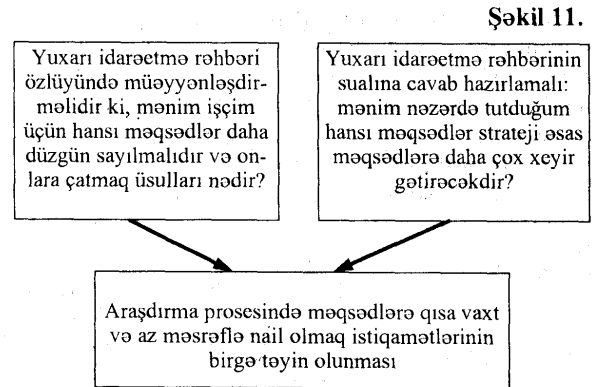 Şəkil 11.
Yuxarı idarəetmə rəhbəri
özlüyündə müəyyənləşdir-
məlidir ki, mənim işçim
üçün hansı məqsədlər daha
düzgün sayılmalıdır və on-
lara çatmaq üsulları nədir?
Yuxarı idarəetmə rəhbərinin
sualına cavab hazırlamalı:
mənim nəzərdə tutduğum
hansı məqsədlər strateji əsas
məqsədlərə daha çox xeyir
gətirəcəkdir?
Araşdırma prosesində məqsədlərə qısa vaxt
və az məsrəflə nail olmaq istiqamətlərinin
birgə təyin olunması